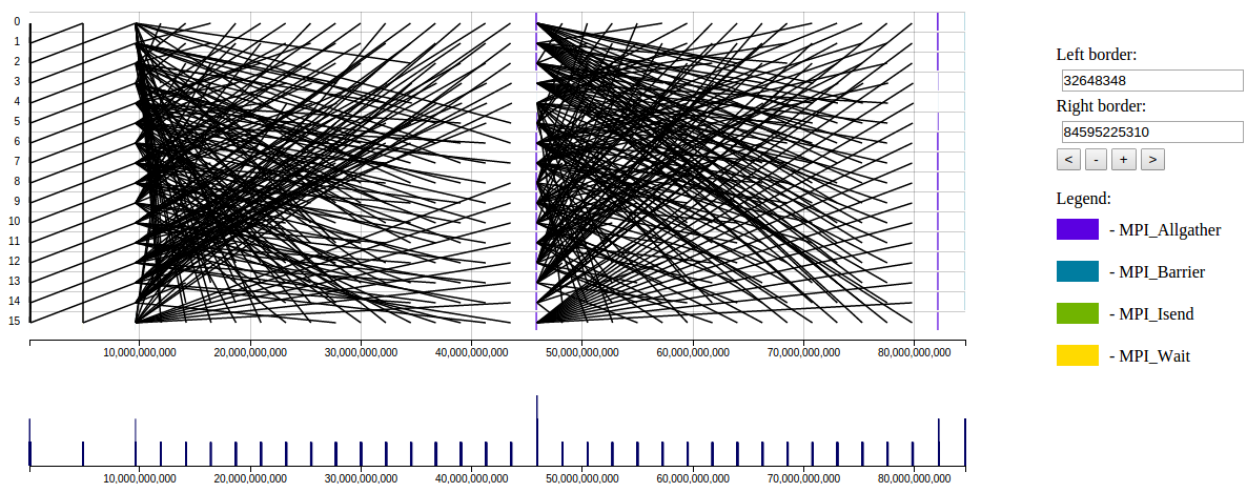 0
1
2
3
4
5
6
7
8
9
10
11
12
13
14
15
10,000,000,000 20,000,000,000 30,000,000,000 40,000,000,000 50,000,000,000 60,000,000,000 70,000,000,000 80,000,000,000
10,000,000,000 20,000,000,000 30,000,000,000 40,000,000,000 50,000,000,000 60,000,000,000 70,000,000,000 80,000,000,000
Left border:
32648348
Right border:
84595225310
< - + >
Legend:
- MPI_Allgather
- MPI_Barrier
- MPI_Isend
- MPI_Wait